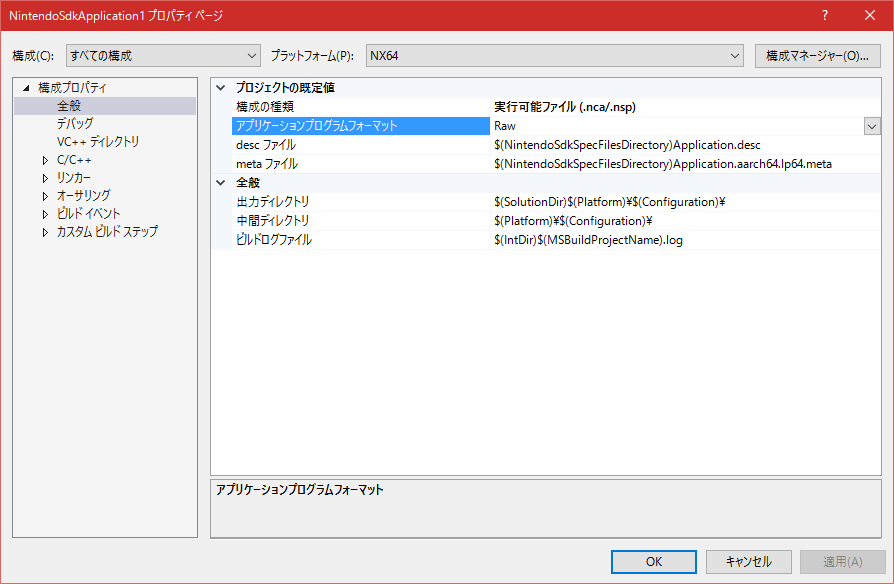 NintendoSdkApplication1 プロパティ ページ
?
構成(C): すべての構成 プラットフォーム(P): NX64 構成マネージャー(O)...
構成プロパティ
全般
デバッグ
VC++ ディレクトリ
C/C++
リンカー
オーサリング
ビルド イベント
カスタム ビルド ステップ
プロジェクトの既定値
構成の種類 実行可能ファイル (.nca/.nsp)
アプリケーションプログラムフォーマット Raw
desc ファイル $(NintendoSdkSpecFilesDirectory)Application.desc
meta ファイル $(NintendoSdkSpecFilesDirectory)Application.aarch64.lp64.meta
全般
出力ディレクトリ $(SolutionDir)$(Platform)¥$(Configuration)¥
中間ディレクトリ $(Platform)¥$(Configuration)¥
ビルドログファイル $(IntDir)$(MSBuildProjectName).log
アプリケーションプログラムフォーマット
OK キャンセル 適用(A)